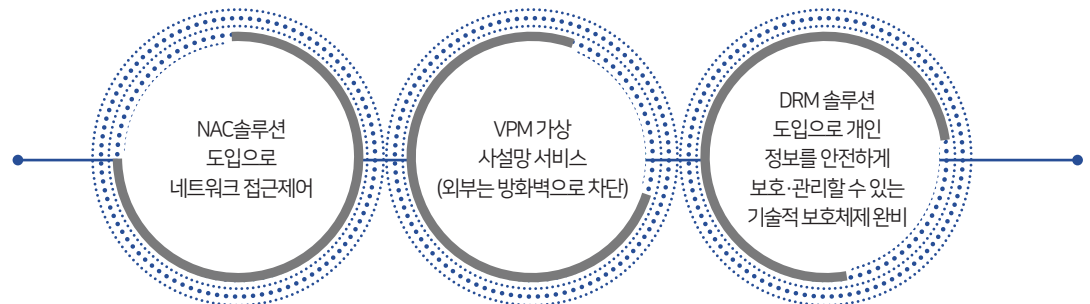 NAC솔루션
도입으로
네트워크 접근제어
VPM 가상
사설망 서비스
(외부는 방화벽으로 차단)
DRM 솔루션
도입으로 개인
정보를 안전하게
보호·관리할 수 있는
기술적 보호체제 완비